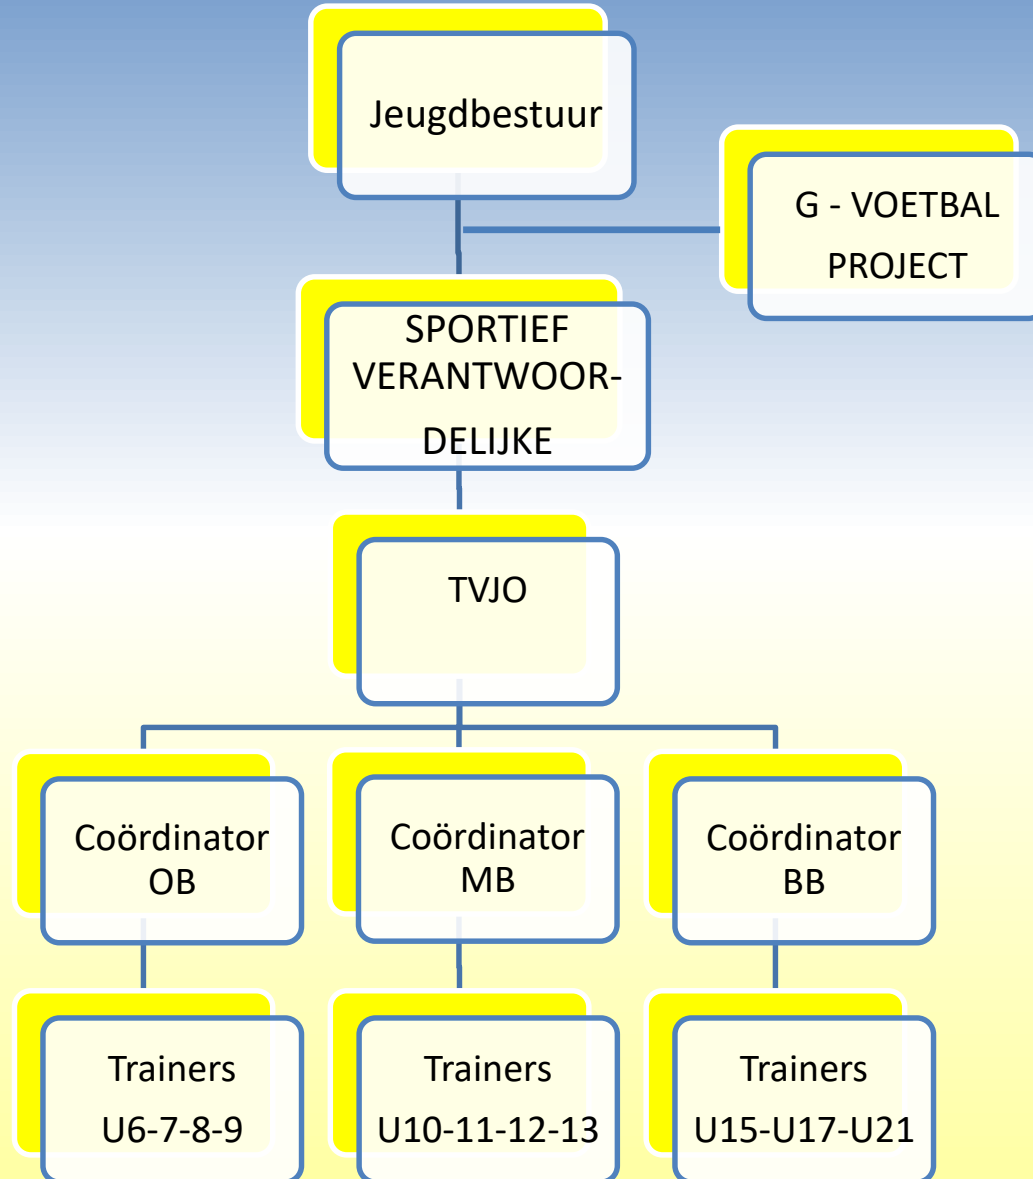 Jeugdbestuur
G - VOETBAL
PROJECT
SPORTIEF
VERANTWOOR-
DELIJKE
TVJO
Coördinator
OB
Coördinator
MB
Coördinator
BB
Trainers
U6-7-8-9
Trainers
U10-11-12-13
Trainers
U15-U17-U21